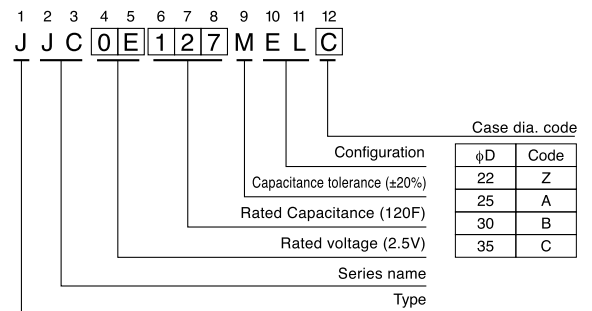 1 2 3 4 5 6 7 8 9 10 11 12
J J C 0 E 1 2 7 M E L C
Case dia. code
Configuration
Capacitance tolerance (±20%)
Rated Capacitance (120F)
Rated voltage (2.5V)
Series name
Type
φD Code
22 Z
25 A
30 B
35 C